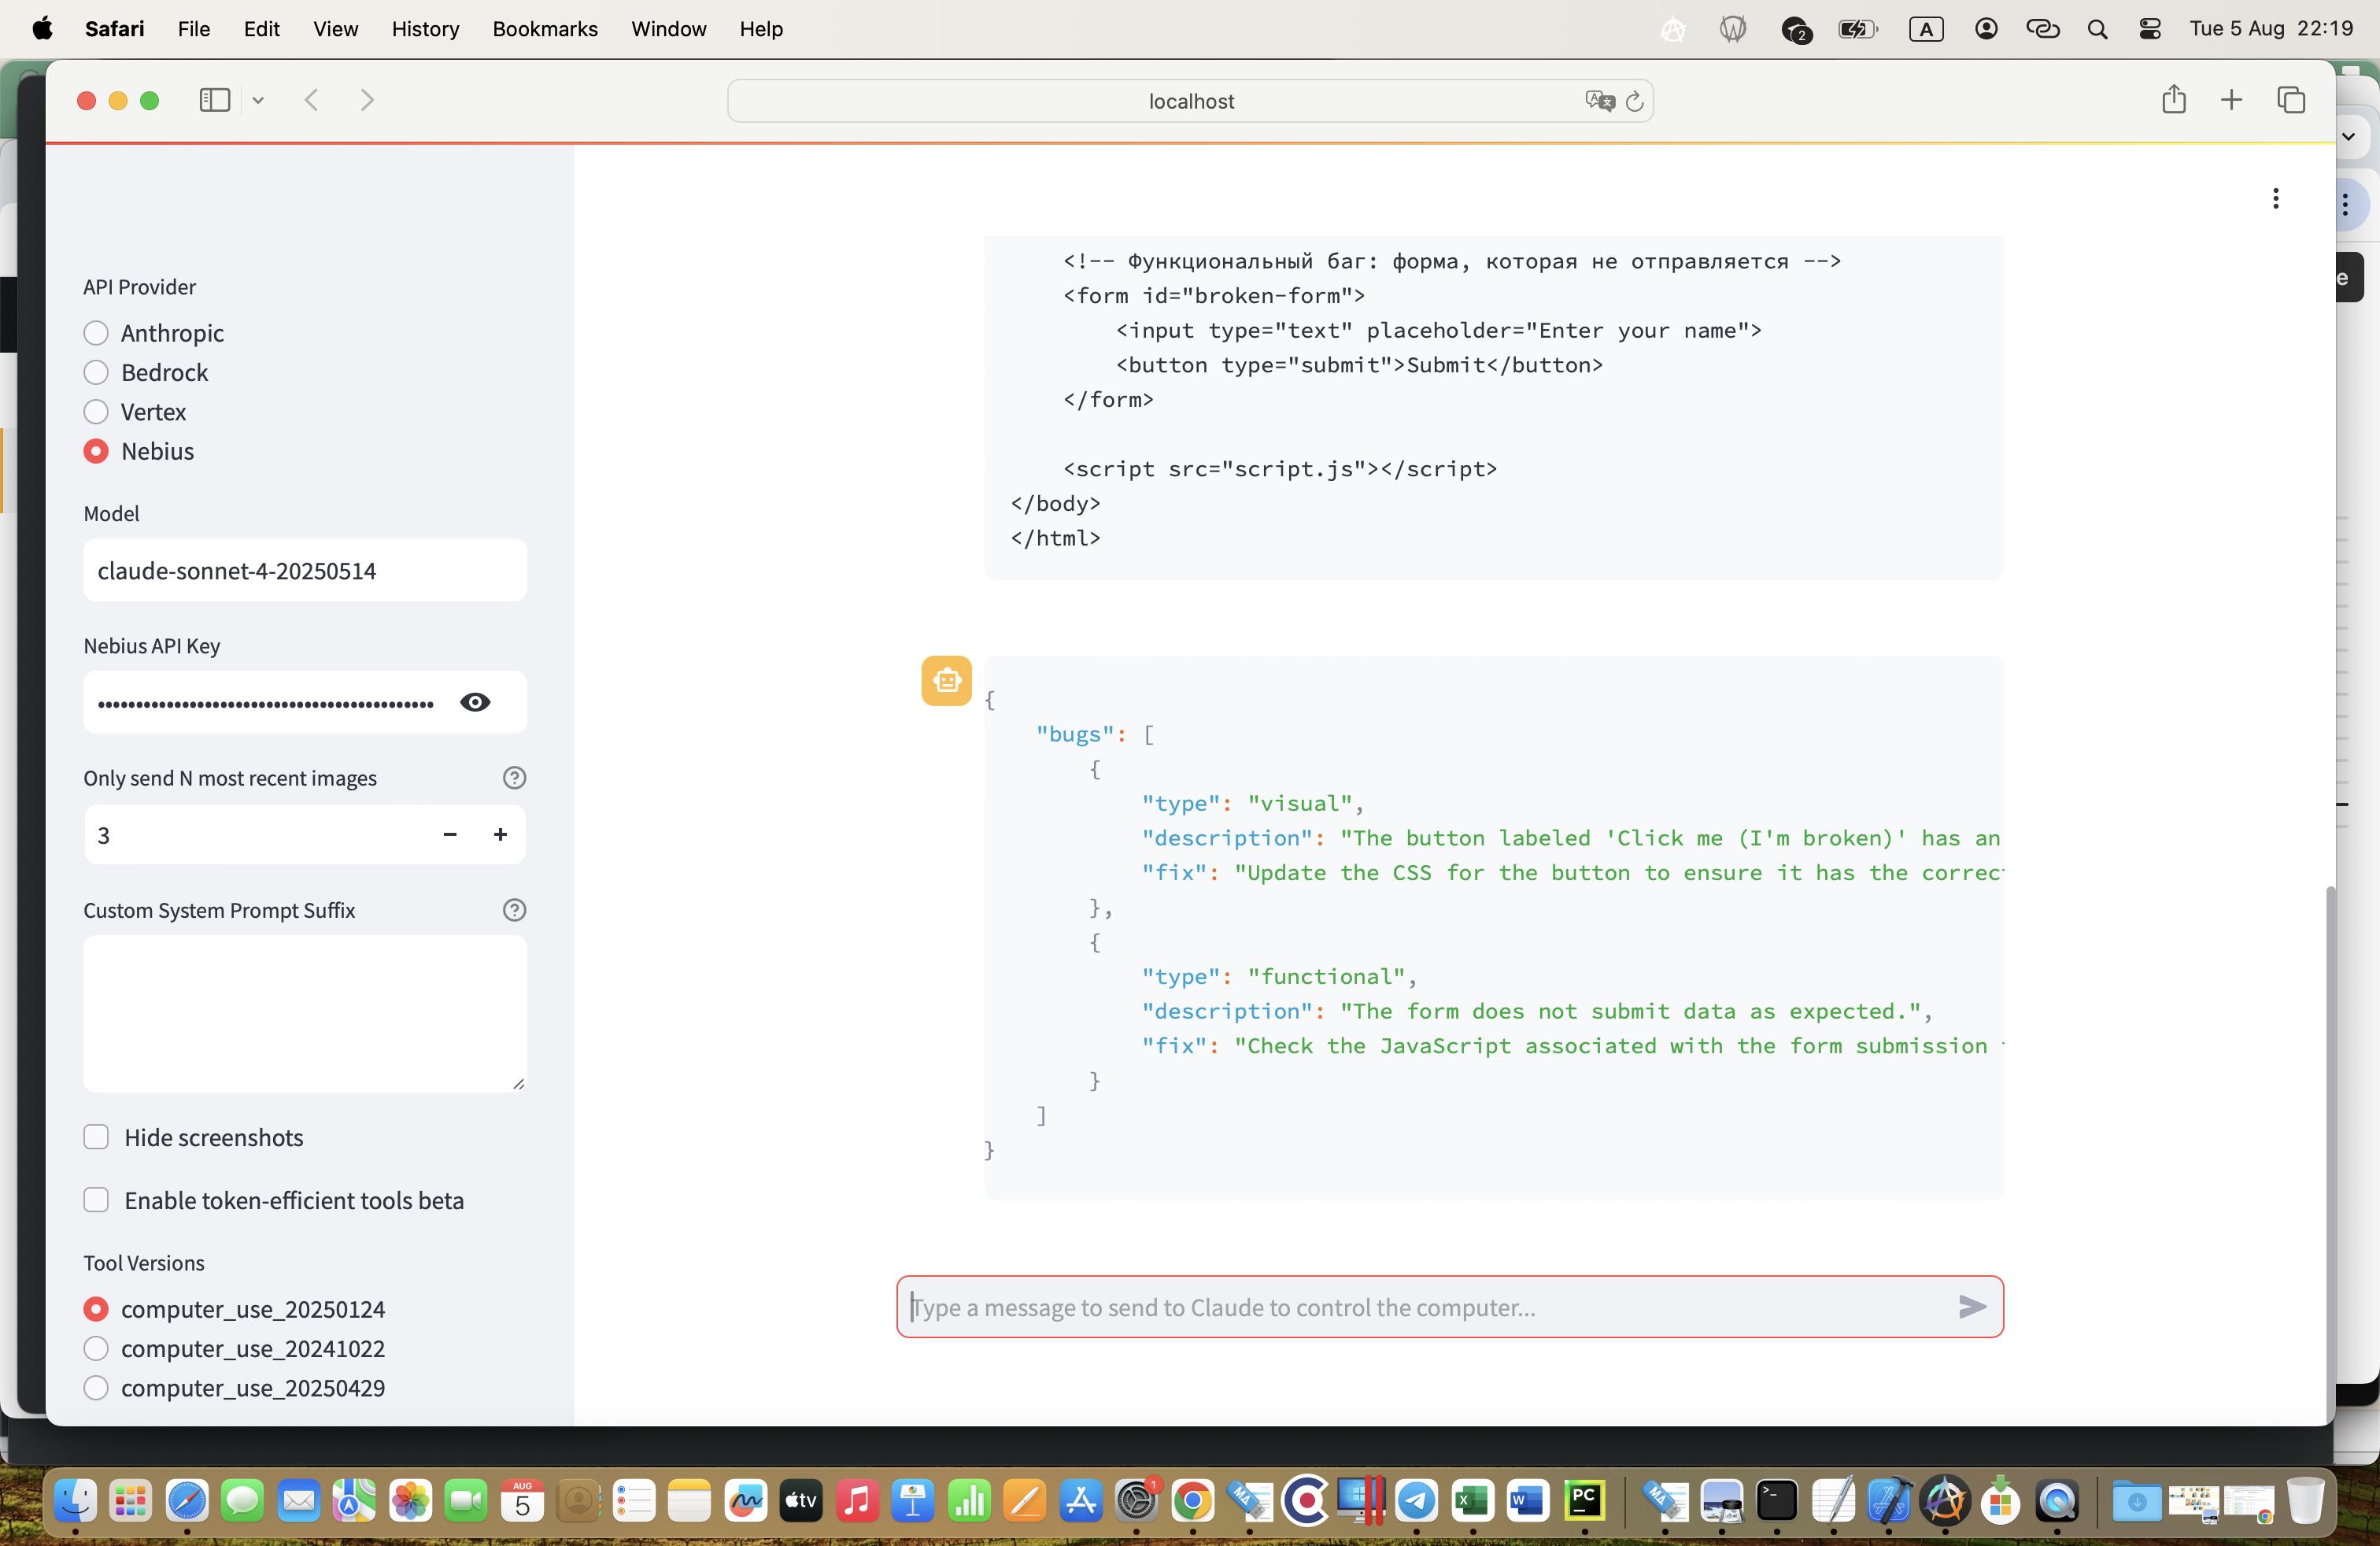 Safari File Edit View History Bookmarks Window Help
2
A
Tue 5 Aug 22:19
localhost
API Provider
Anthropic
Bedrock
Vertex
Nebius
Model
claude-sonnet-4-20250514
Nebius API Key
••••••••••••••••••••••••••••••••••••••••••••
Only send N most recent images
3
Custom System Prompt Suffix
Hide screenshots
Enable token-efficient tools beta
Tool Versions
computer_use_20250124
computer_use_20241022
computer_use_20250429
<!-- Функциональный баг: форма, которая не отправляется -->
<form id="broken-form">
<input type="text" placeholder="Enter your name">
<button type="submit">Submit</button>
</form>
<script src="script.js"></script>
</body>
</html>
{
"bugs": [
{
"type": "visual",
"description": "The button labeled 'Click me (I'm broken)' has an
"fix": "Update the CSS for the button to ensure it has the correc
},
{
"type": "functional",
"description": "The form does not submit data as expected.",
"fix": "Check the JavaScript associated with the form submission
}
]
}
Type a message to send to Claude to control the computer...
e
AUG
5
tv
1
X
W
PC